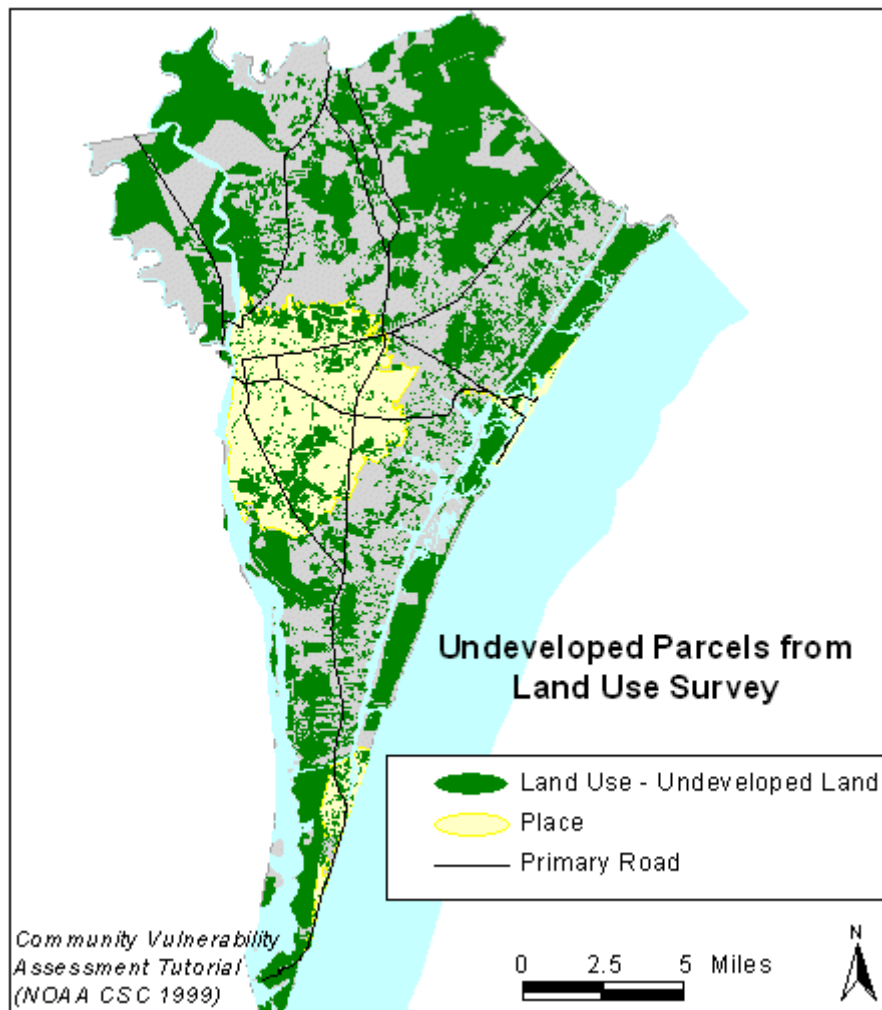 Undeveloped Parcels from
Land Use Survey
Land Use - Undeveloped Land
Place
Primary Road
Community Vulnerability
Assessment Tutorial
(NOAA CSC 1999)
0 2.5 5 Miles
N